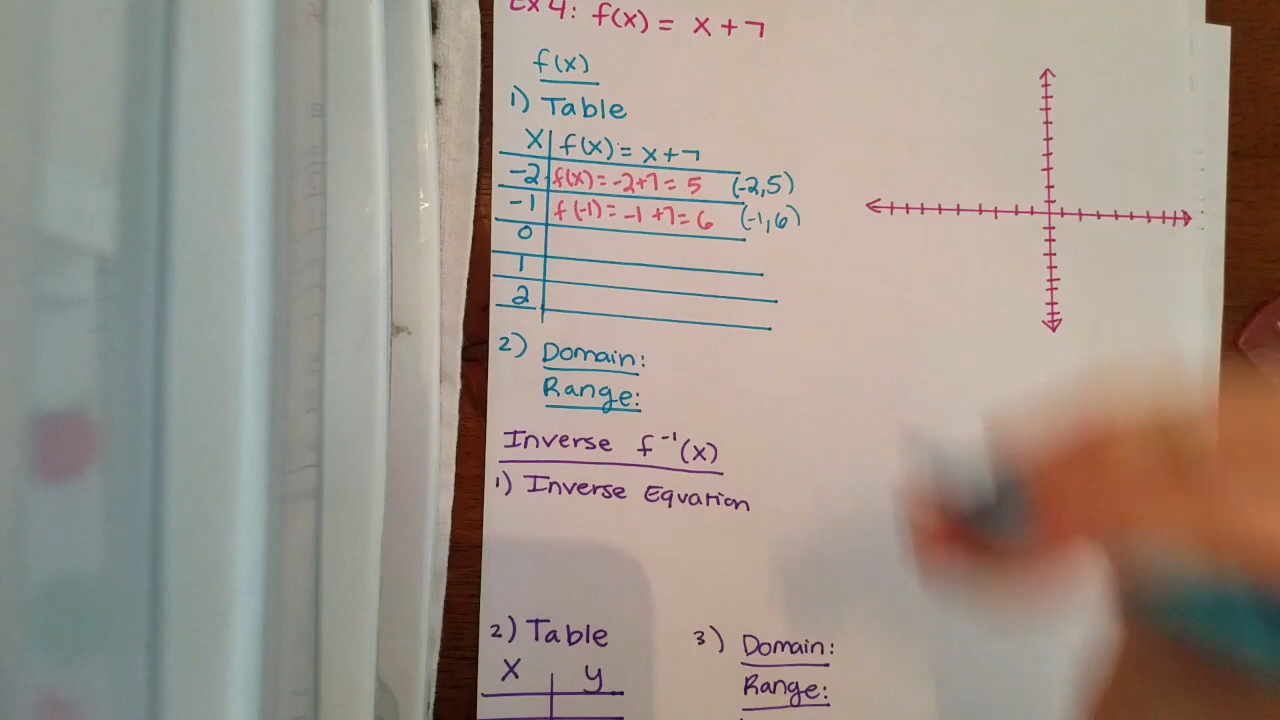 Ex 4: f(x) = x + 7
f(x)
1) Table
X f(x) = x + 7
-2 f(x) = -2+7 = 5 (-2,5)
-1 f(-1) = -1 +7 = 6 (-1,6)
0
1
2
2) Domain:
Range:
Inverse f⁻¹(x)
1) Inverse Equation
2) Table
X y
3) Domain:
Range: